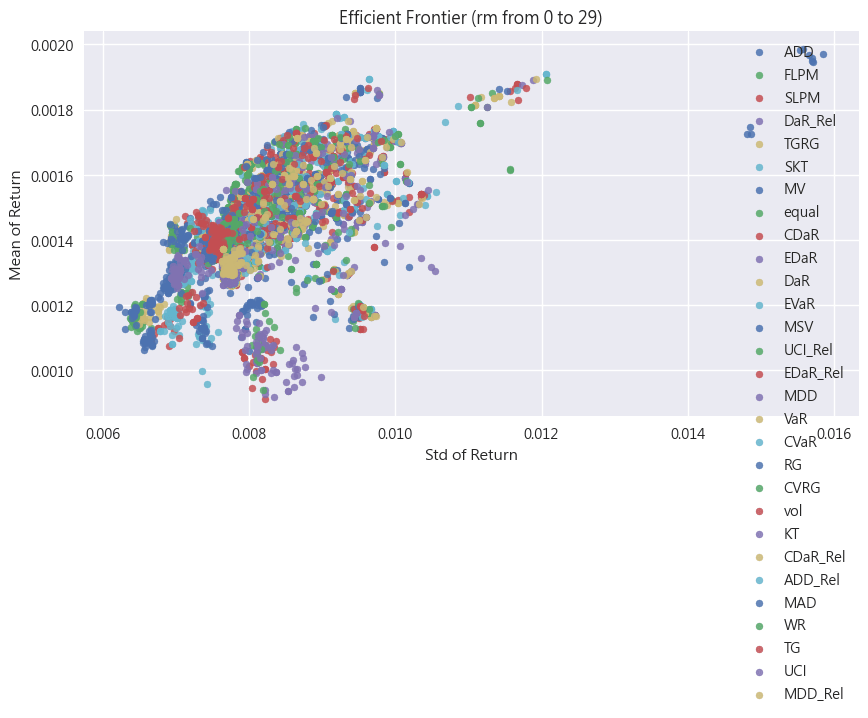 Efficient Frontier (rm from 0 to 29)
0.0020
0.0018
0.0016
0.0014
0.0012
0.0010
Mean of Return
0.006
0.008
0.010
0.012
0.014
0.016
Std of Return
ADD
FLPM
SLPM
DaR_Rel
TGRG
SKT
MV
equal
CDaR
EDaR
DaR
EVaR
MSV
UCI_Rel
EDaR_Rel
MDD
VaR
CVaR
RG
CVRG
vol
KT
CDaR_Rel
ADD_Rel
MAD
WR
TG
UCI
MDD_Rel